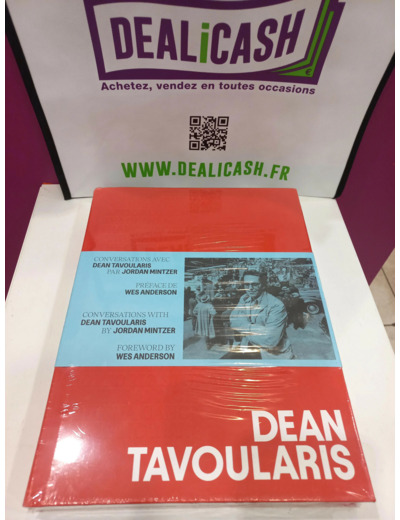 DEALiCASH
Achetez, vendez en toutes occasions
WWW.DEALICASH.FR
CONVERSATIONS AVEC
DEAN TAVOULARIS
PAR JORDAN MINTZER
PRÉFACE DE
WES ANDERSON
CONVERSATIONS WITH
DEAN TAVOULARIS
BY JORDAN MINTZER
FOREWORD BY
WES ANDERSON
DEAN
TAVOULARIS